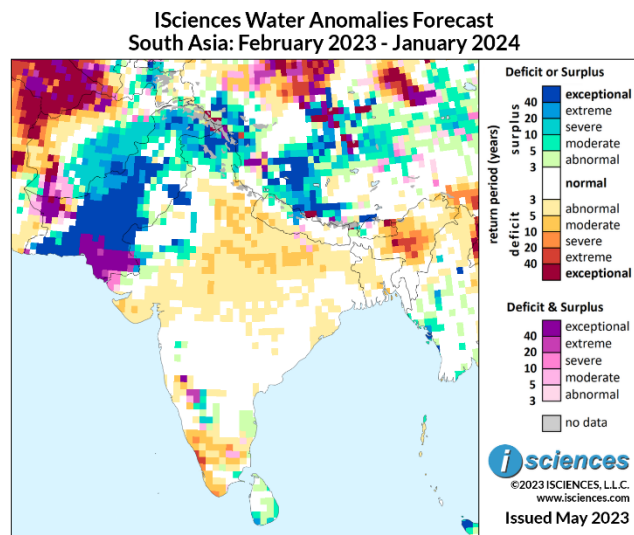 ISciences Water Anomalies Forecast
South Asia: February 2023 - January 2024
Deficit or Surplus
return period (years)
surplus
deficit
exceptional
40
extreme
20
severe
10
moderate
5
abnormal
3
normal
3
abnormal
5
moderate
10
severe
20
extreme
40
exceptional
Deficit & Surplus
exceptional
40
extreme
20
severe
10
moderate
5
abnormal
3
no data
i sciences
©2023 ISCIENCES, L.L.C.
www.isciences.com
Issued May 2023